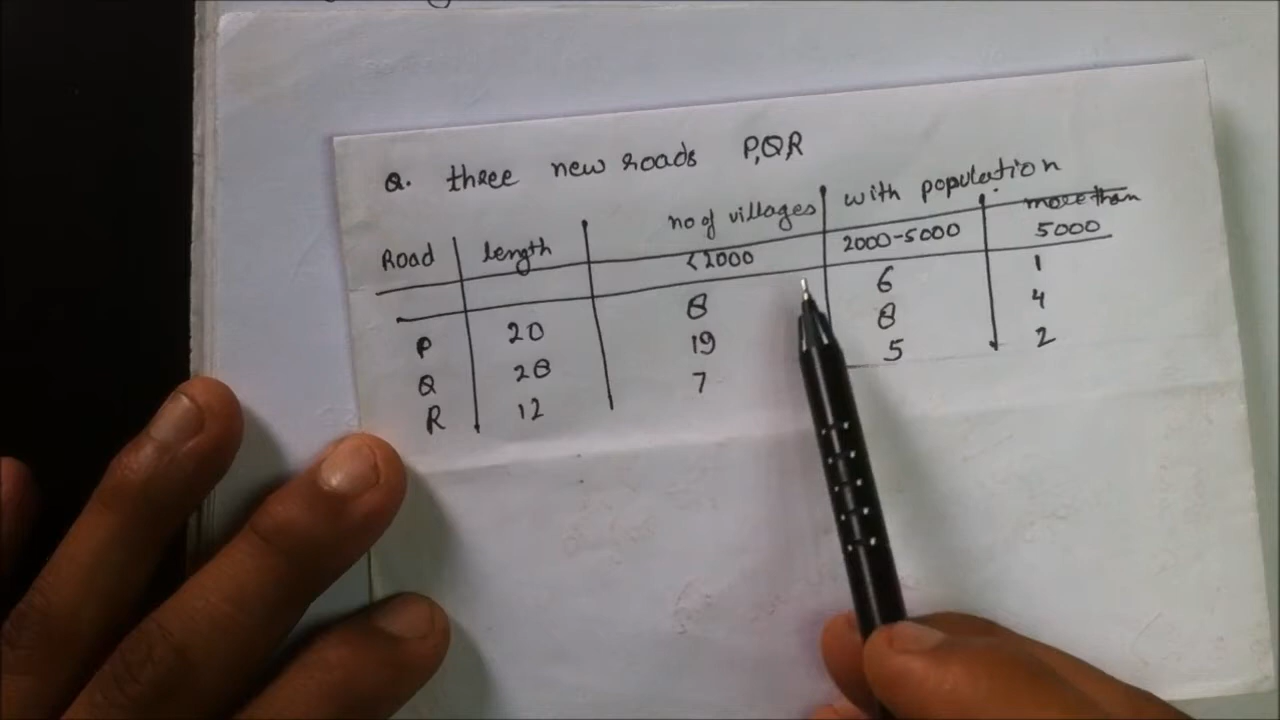 Q. three new roads P,Q,R
Road length no of villages with population more than
<2000 2000-5000 5000
P 20 8 6 1
Q 28 19 8 4
R 12 7 5 2